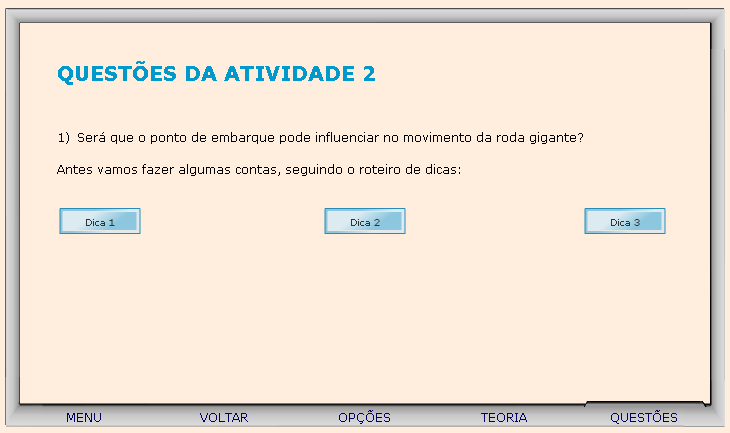 QUESTÕES DA ATIVIDADE 2
1) Será que o ponto de embarque pode influenciar no movimento da roda gigante?
Antes vamos fazer algumas contas, seguindo o roteiro de dicas:
Dica 1 Dica 2 Dica 3
MENU VOLTAR OPÇÕES TEORIA QUESTÕES